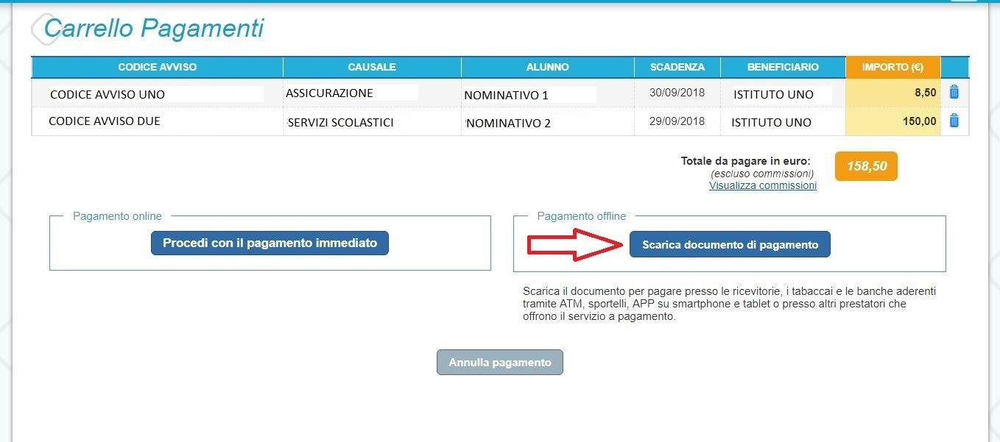 Carrello Pagamenti
CODICE AVVISO CAUSALE ALUNNO SCADENZA BENEFICIARIO IMPORTO (€)
CODICE AVVISO UNO ASSICURAZIONE NOMINATIVO 1 30/09/2018 ISTITUTO UNO 8,50
CODICE AVVISO DUE SERVIZI SCOLASTICI NOMINATIVO 2 29/09/2018 ISTITUTO UNO 150,00
Totale da pagare in euro: 158,50
(escluso commissioni)
Visualizza commissioni
Pagamento online
Procedi con il pagamento immediato
Pagamento offline
Scarica documento di pagamento
Scarica il documento per pagare presso le ricevitorie, i tabaccai e le banche aderenti
tramite ATM, sportelli, APP su smartphone e tablet o presso altri prestatori che
offrono il servizio a pagamento.
Annulla pagamento